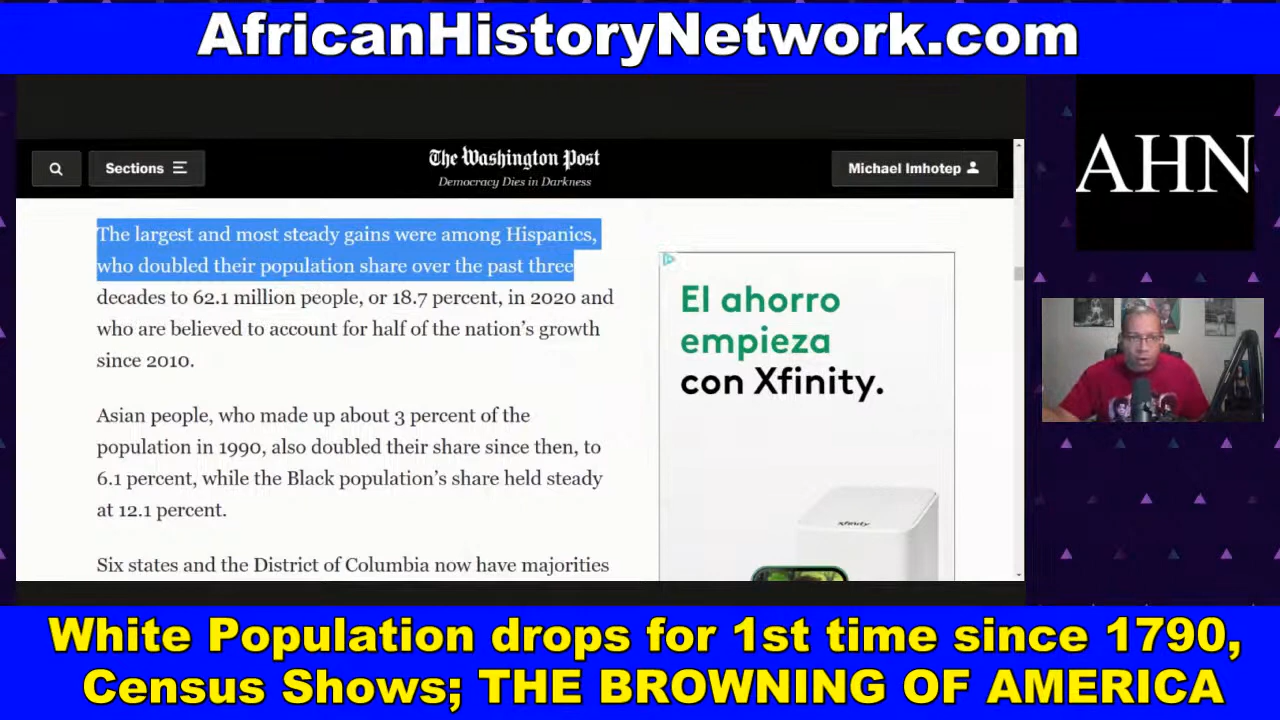 AfricanHistoryNetwork.com
Sections
The Washington Post
Democracy Dies in Darkness
Michael Imhotep
AHN
The largest and most steady gains were among Hispanics,
who doubled their population share over the past three
decades to 62.1 million people, or 18.7 percent, in 2020 and
who are believed to account for half of the nation’s growth
since 2010.
Asian people, who made up about 3 percent of the
population in 1990, also doubled their share since then, to
6.1 percent, while the Black population’s share held steady
at 12.1 percent.
Six states and the District of Columbia now have majorities
El ahorro
empieza
con Xfinity.
xfinity
White Population drops for 1st time since 1790,
Census Shows; THE BROWNING OF AMERICA